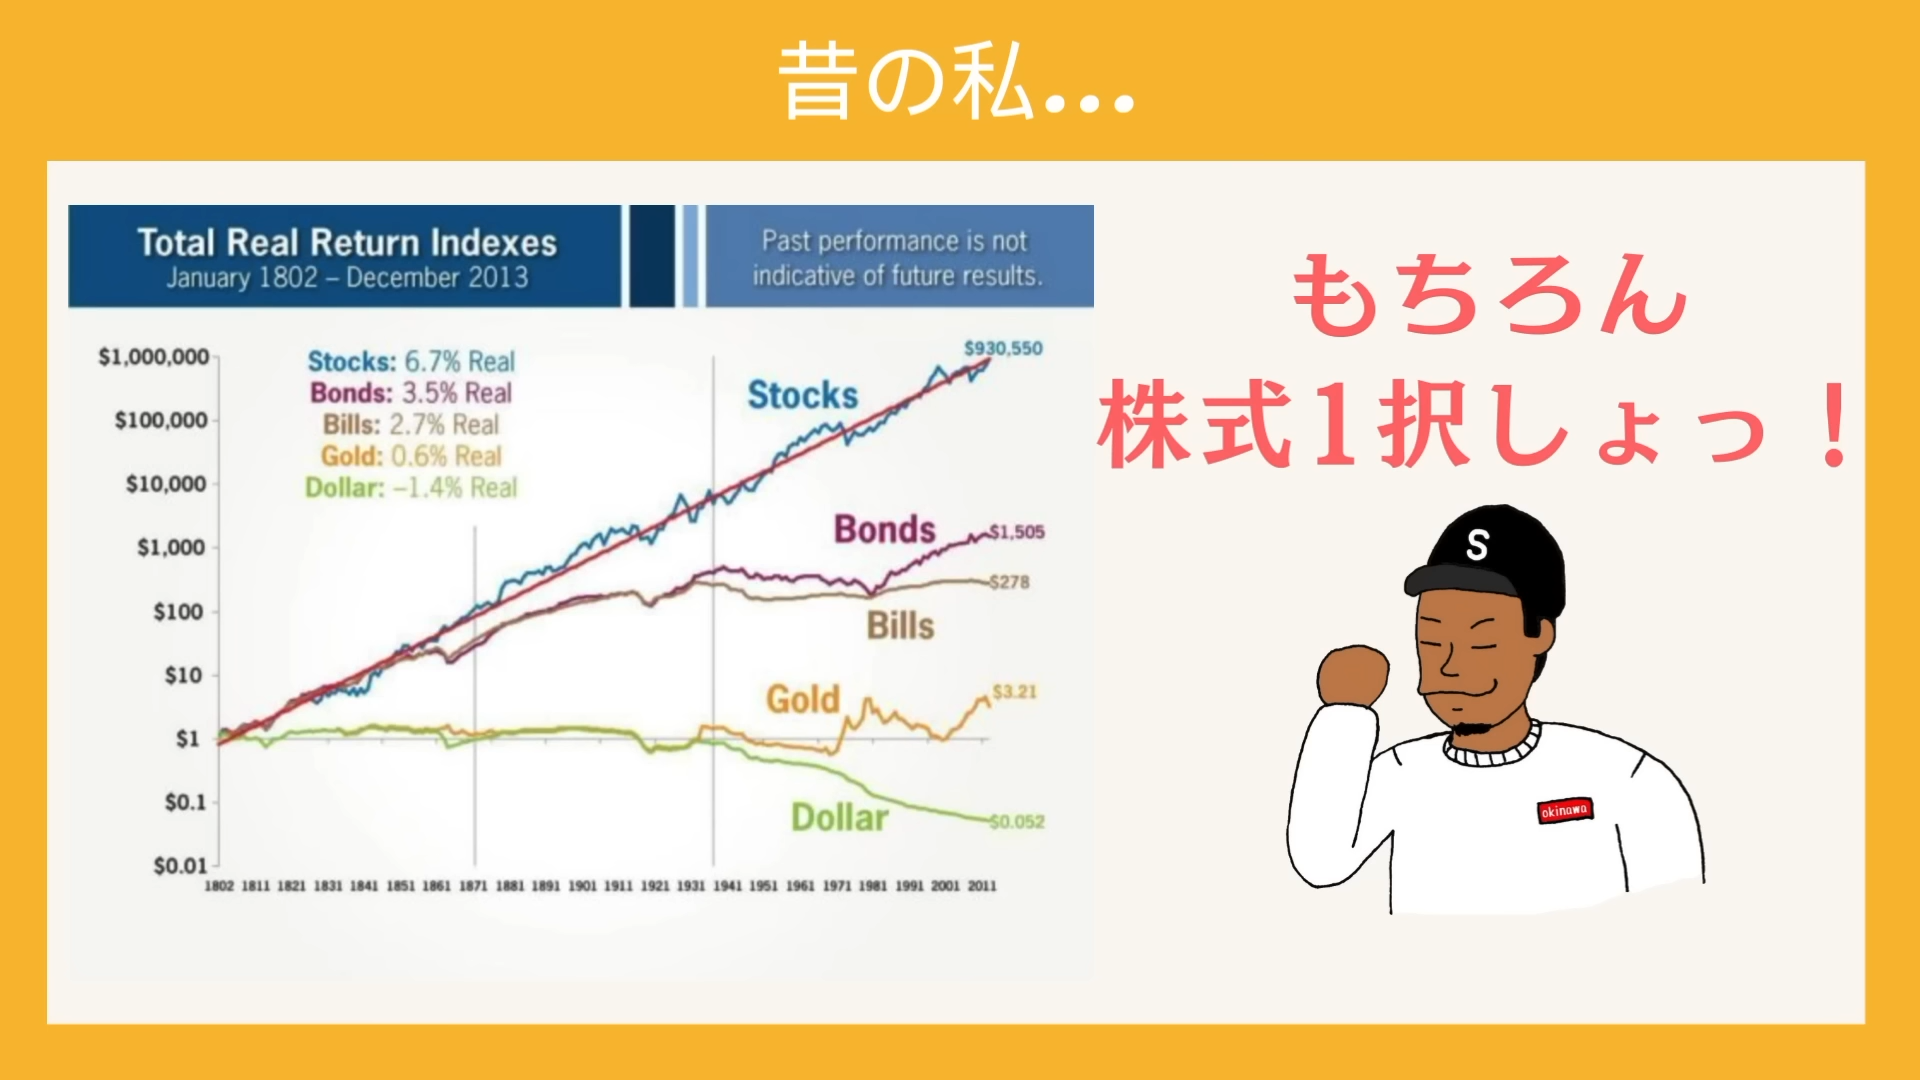 昔の私...
Total Real Return Indexes
January 1802 – December 2013
Past performance is not
indicative of future results.
もちろん
株式1択しょっ！
$1,000,000
$100,000
$10,000
$1,000
$100
$10
$1
$0.1
$0.01
Stocks: 6.7% Real
Bonds: 3.5% Real
Bills: 2.7% Real
Gold: 0.6% Real
Dollar: –1.4% Real
$930,550
Stocks
Bonds
$1,505
$278
Bills
Gold
$3.21
Dollar
$0.052
1802 1811 1821 1831 1841 1851 1861 1871 1881 1891 1901 1911 1921 1931 1941 1951 1961 1971 1981 1991 2001 2011
S
okinawa